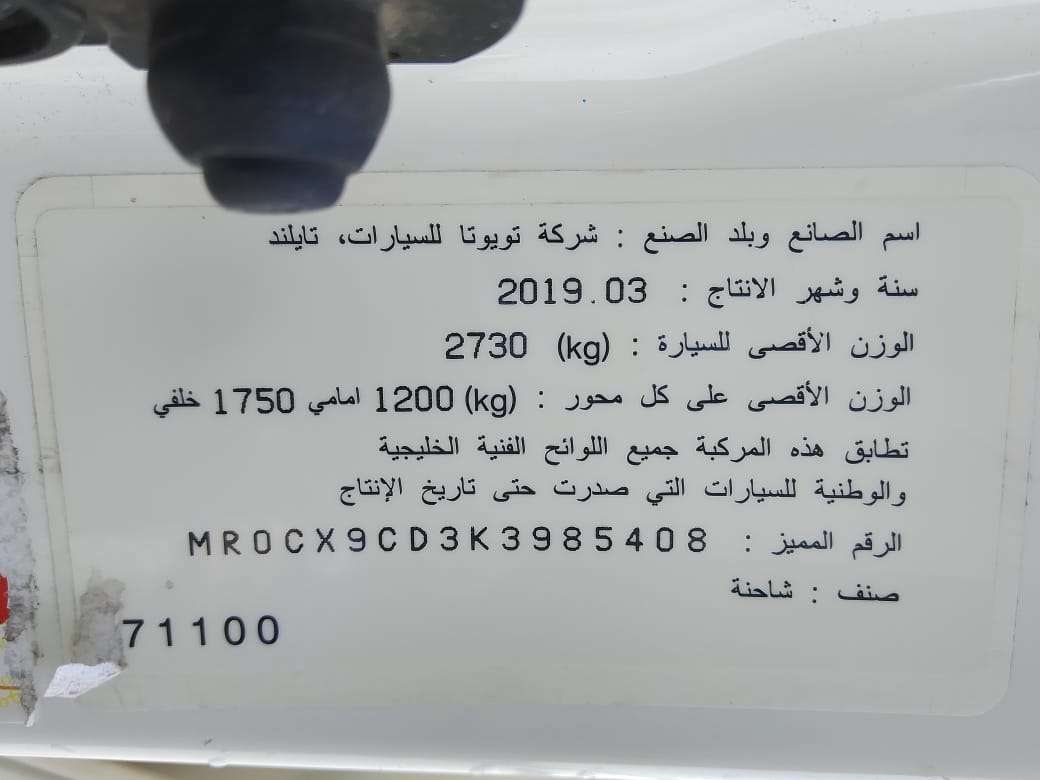 اسم الصانع وبلد الصنع : شركة تويوتا للسيارات، تايلند
سنة وشهر الانتاج : 2019.03
الوزن الأقصى للسيارة : (kg) 2730
الوزن الأقصى على كل محور : (kg) 1200 امامي 1750 خلفي
تطابق هذه المركبة جميع اللوائح الفنية الخليجية
والوطنية للسيارات التي صدرت حتى تاريخ الإنتاج
الرقم المميز : MR0CX9CD3K3985408
صنف : شاحنة
71100